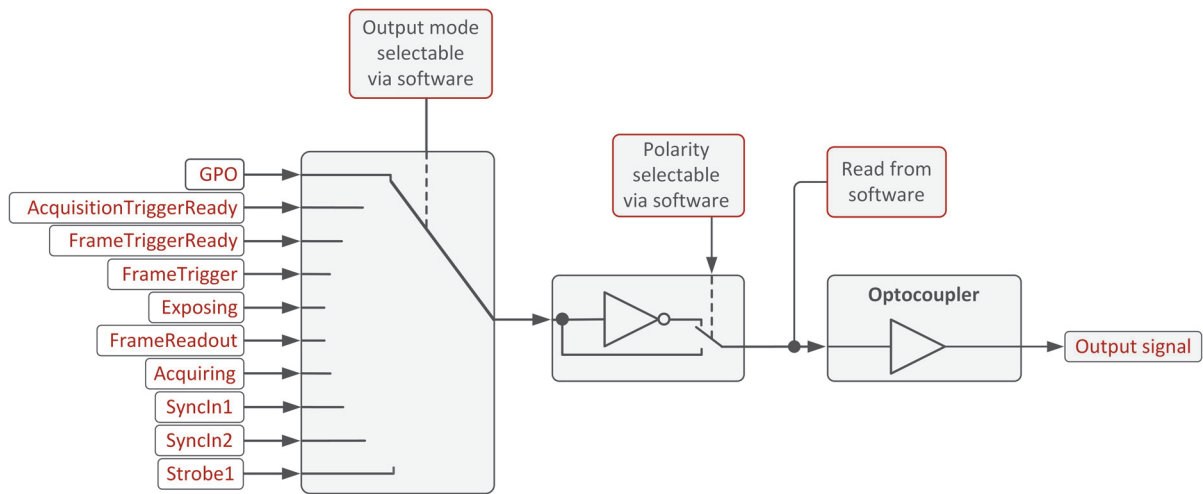 Output mode
selectable
via software
Polarity
selectable
via software
Read from
software
GPO
AcquisitionTriggerReady
FrameTriggerReady
FrameTrigger
Exposing
FrameReadout
Acquiring
SyncIn1
SyncIn2
Strobe1
Optocoupler
Output signal